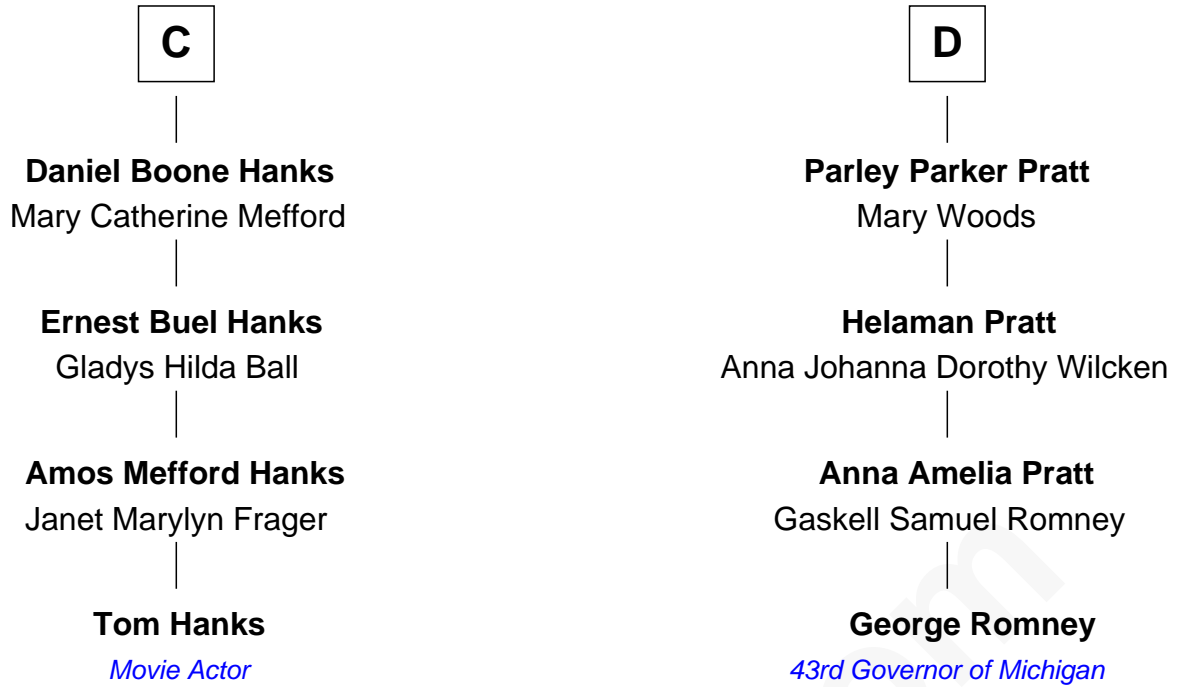 C
Daniel Boone Hanks
Mary Catherine Mefford
Ernest Buel Hanks
Gladys Hilda Ball
Amos Mefford Hanks
Janet Marylyn Frager
Tom Hanks
Movie Actor
D
Parley Parker Pratt
Mary Woods
Helaman Pratt
Anna Johanna Dorothy Wilcken
Anna Amelia Pratt
Gaskell Samuel Romney
George Romney
43rd Governor of Michigan
om